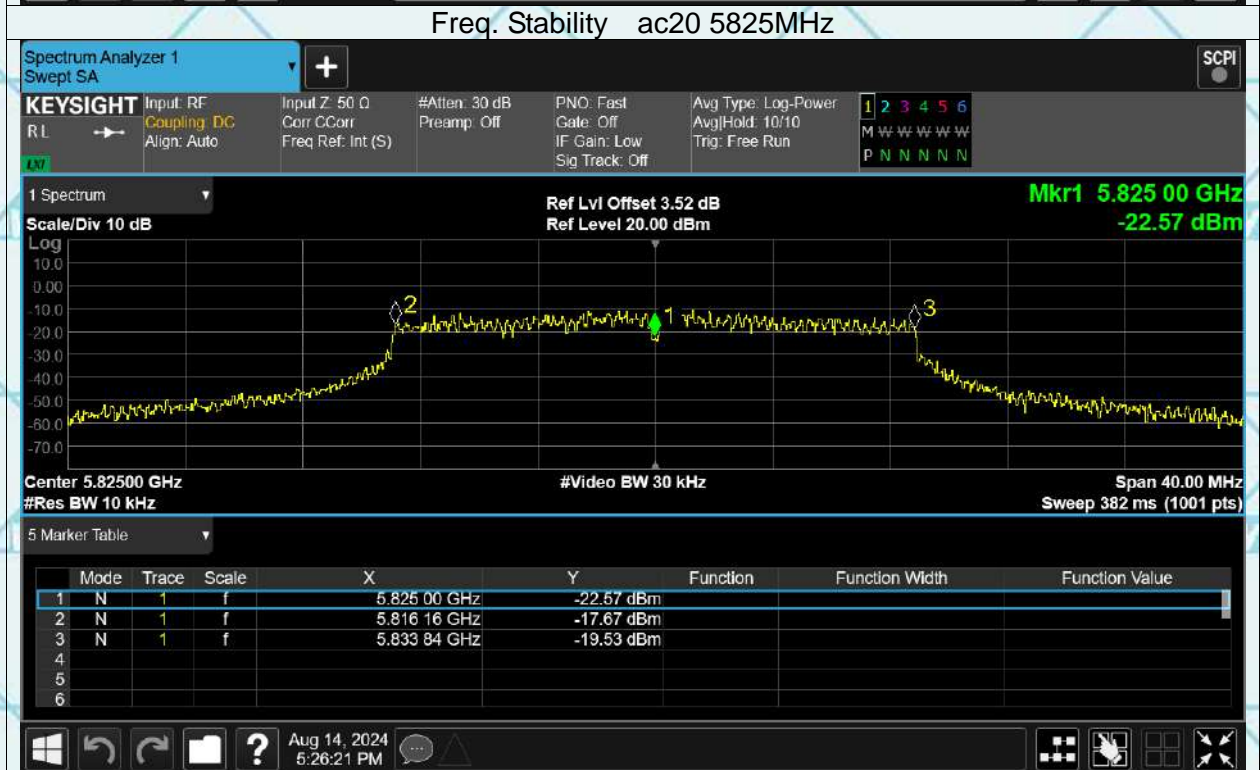 Freq. Stability ac20 5825MHz
Spectrum Analyzer 1
Swept SA
+
SCPI
KEYSIGHT
RL
LXI
Input: RF
Coupling: DC
Align: Auto
Input Z: 50 Ω
Corr CCorr
Freq Ref: Int (S)
#Atten: 30 dB
Preamp: Off
PNO: Fast
Gate: Off
IF Gain: Low
Sig Track: Off
Avg Type: Log-Power
Avg|Hold: 10/10
Trig: Free Run
1 2 3 4 5 6
M W W W W W
P N N N N N
1 Spectrum
Scale/Div 10 dB
Ref Lvl Offset 3.52 dB
Ref Level 20.00 dBm
Mkr1 5.825 00 GHz
-22.57 dBm
Log
10.0
0.00
-10.0
-20.0
-30.0
-40.0
-50.0
-60.0
-70.0
2
1
3
Center 5.82500 GHz
#Res BW 10 kHz
#Video BW 30 kHz
Span 40.00 MHz
Sweep 382 ms (1001 pts)
5 Marker Table
Mode Trace Scale X Y Function Function Width Function Value
1 N 1 f 5.825 00 GHz -22.57 dBm
2 N 1 f 5.816 16 GHz -17.67 dBm
3 N 1 f 5.833 84 GHz -19.53 dBm
4
5
6
?
Aug 14, 2024
5:26:21 PM